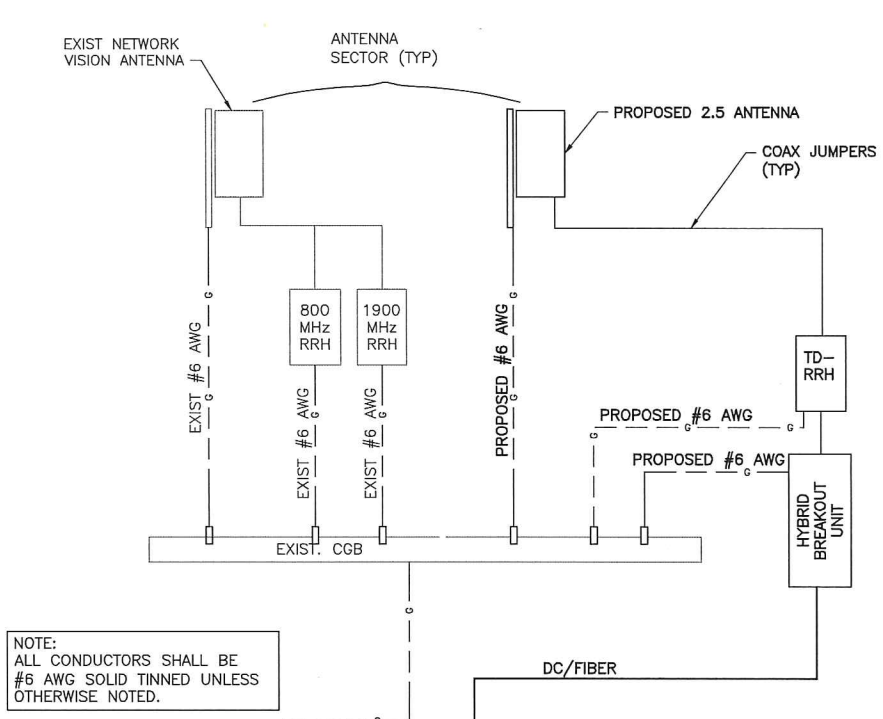 EXIST NETWORK
VISION ANTENNA
ANTENNA
SECTOR (TYP)
PROPOSED 2.5 ANTENNA
COAX JUMPERS
(TYP)
G
G
800
MHz
RRH
1900
MHz
RRH
TD-
RRH
EXIST #6 AWG
G
EXIST #6 AWG
G
EXIST #6 AWG
G
PROPOSED #6 AWG
G
PROPOSED #6 AWG
G
G
G
PROPOSED #6 AWG
G
HYBRID
BREAKOUT
UNIT
EXIST. CGB
G
NOTE:
ALL CONDUCTORS SHALL BE
#6 AWG SOLID TINNED UNLESS
OTHERWISE NOTED.
DC/FIBER
G